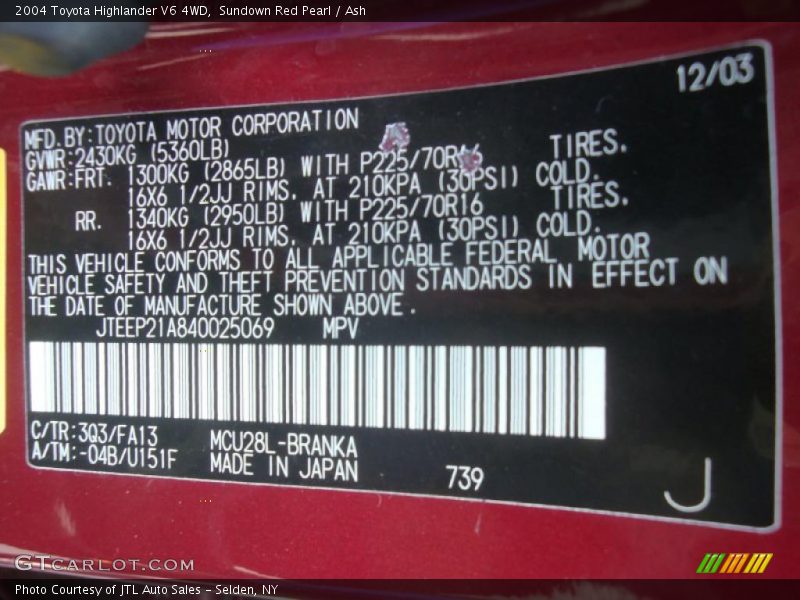 2004 Toyota Highlander V6 4WD, Sundown Red Pearl / Ash
12/03
MFD. BY: TOYOTA MOTOR CORPORATION
GVWR: 2430KG (5360LB)
GAWR: FRT. 1300KG (2865LB) WITH P225/70R16 TIRES,
16X6 1/2JJ RIMS, AT 210KPA (30PSI) COLD.
RR. 1340KG (2950LB) WITH P225/70R16 TIRES,
16X6 1/2JJ RIMS, AT 210KPA (30PSI) COLD.
THIS VEHICLE CONFORMS TO ALL APPLICABLE FEDERAL MOTOR
VEHICLE SAFETY AND THEFT PREVENTION STANDARDS IN EFFECT ON
THE DATE OF MANUFACTURE SHOWN ABOVE.
JTEEP21A840025069 MPV
C/TR: 3Q3/FA13 MCU28L-BRANKA
A/TM: -04B/U151F MADE IN JAPAN 739
J
GTCARLOT.COM
Photo Courtesy of JTL Auto Sales - Selden, NY